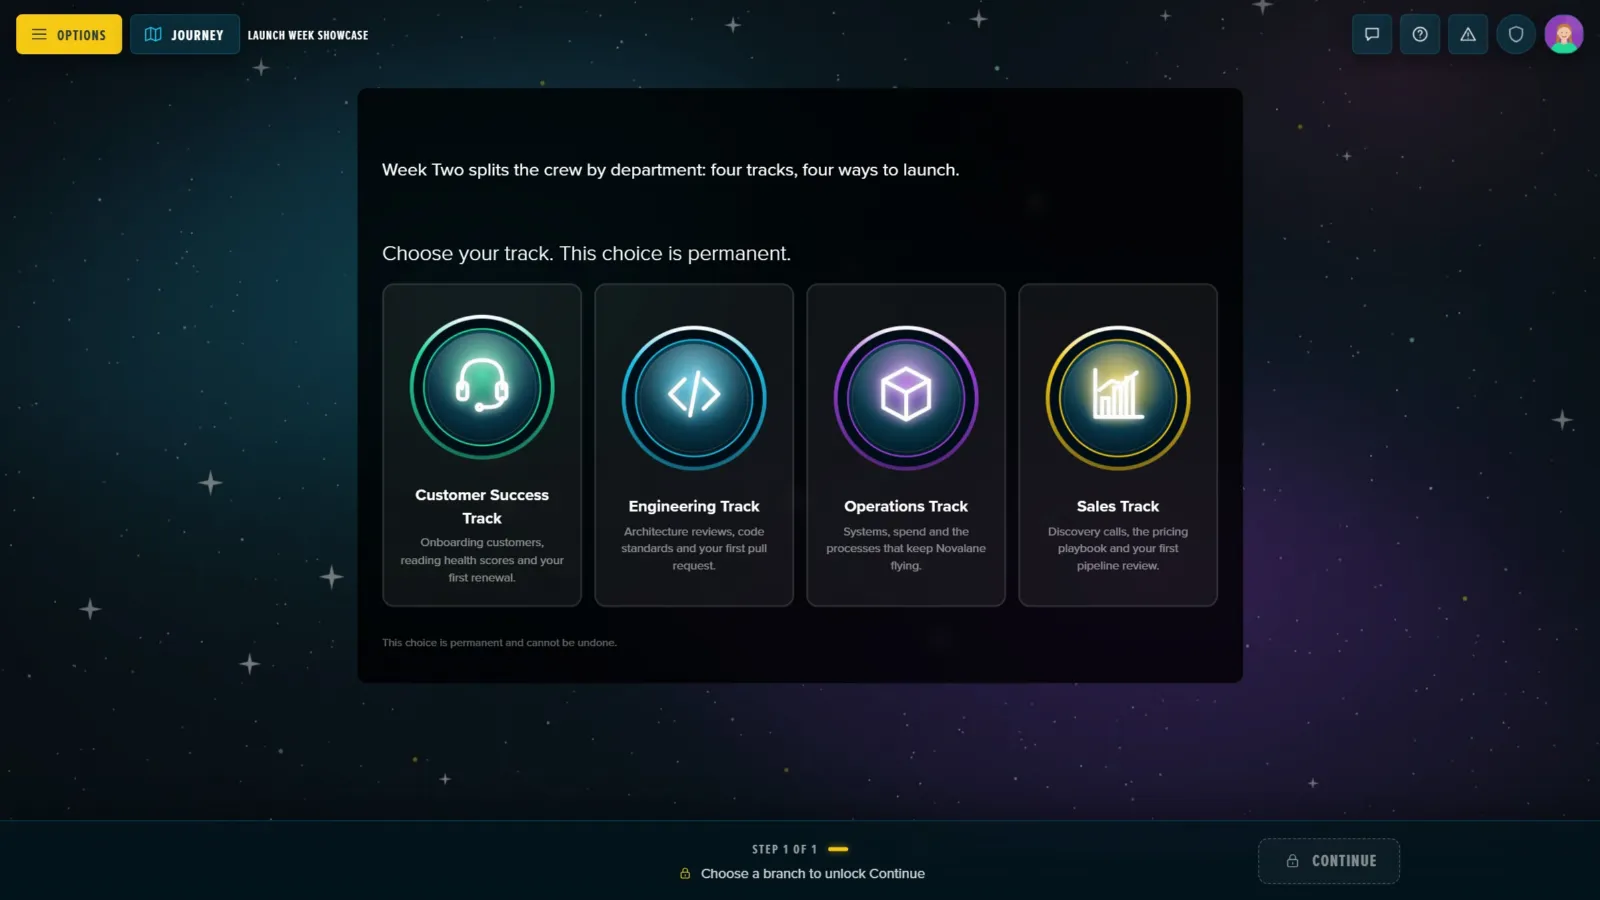 OPTIONS
JOURNEY
LAUNCH WEEK SHOWCASE
Week Two splits the crew by department: four tracks, four ways to launch.
Choose your track. This choice is permanent.
Customer Success
Track
Onboarding customers,
reading health scores and your
first renewal.
Engineering Track
Architecture reviews, code
standards and your first pull
request.
Operations Track
Systems, spend and the
processes that keep Novalane
flying.
Sales Track
Discovery calls, the pricing
playbook and your first
pipeline review.
This choice is permanent and cannot be undone.
STEP 1 OF 1
Choose a branch to unlock Continue
CONTINUE